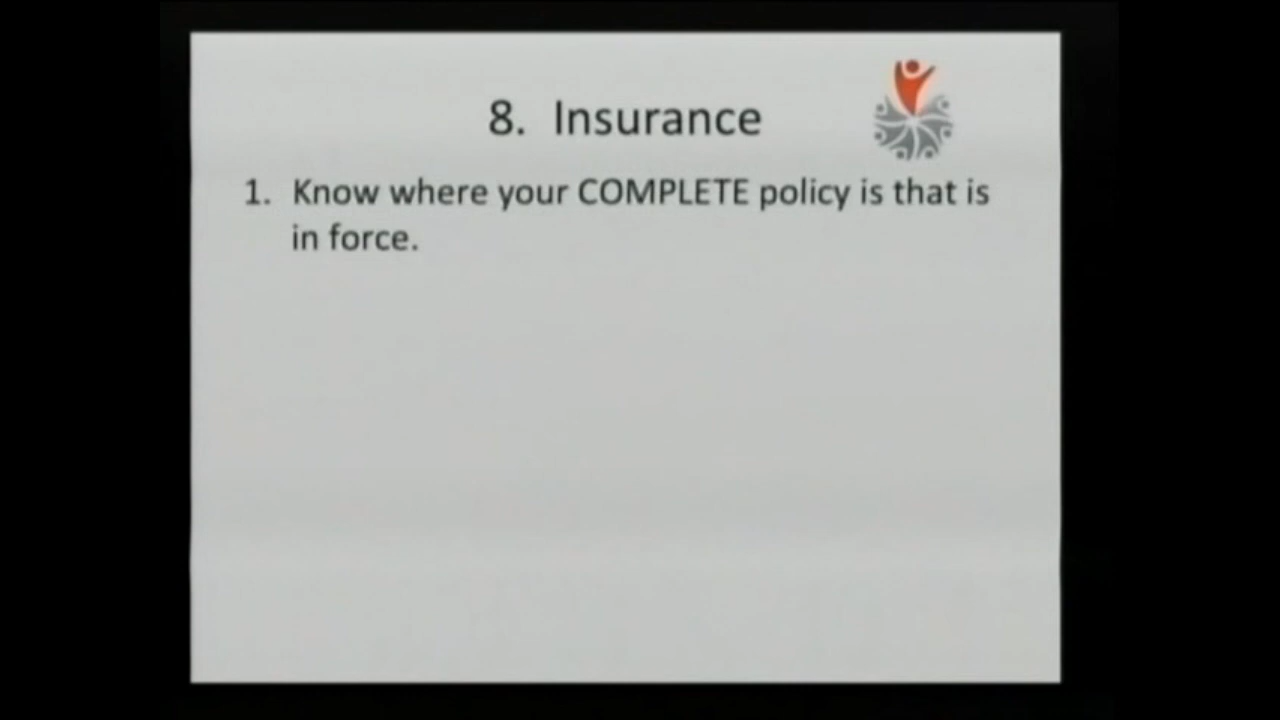 8. Insurance
1. Know where your COMPLETE policy is that is
in force.